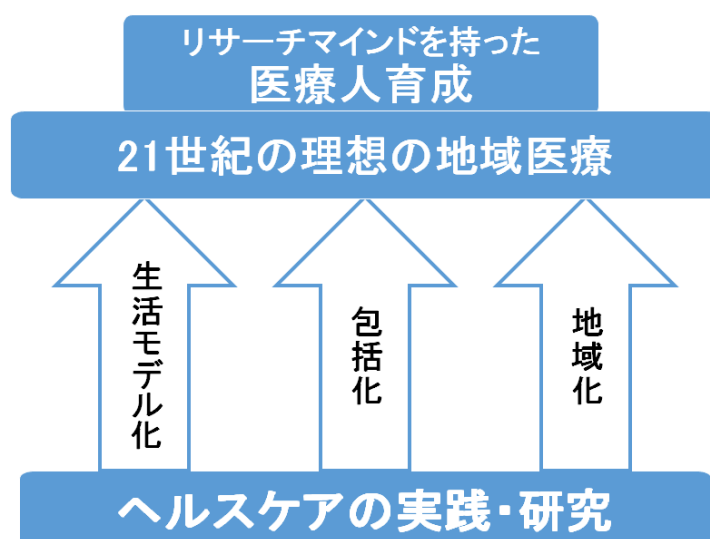 リサーチマインドを持った
医療人育成
21世紀の理想の地域医療
生活モデル化
包括化
地域化
ヘルスケアの実践・研究